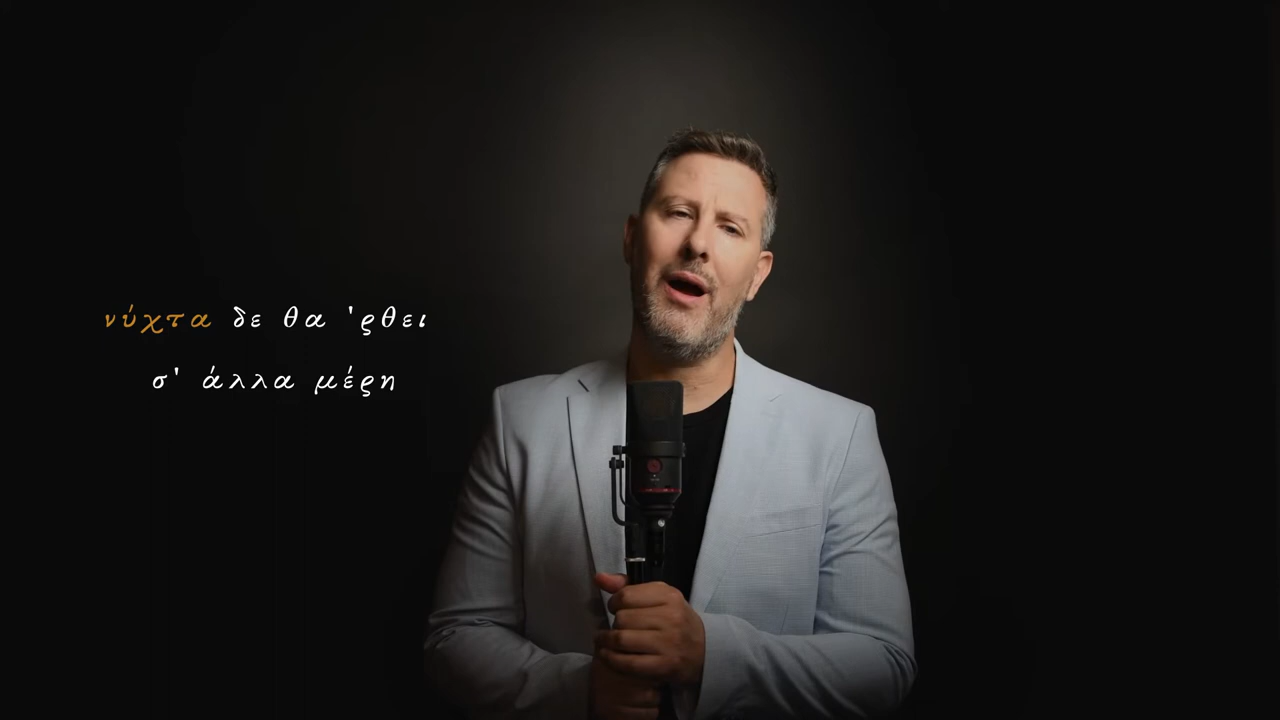 νύχτα δε θα 'ρθει
σ' άλλα μέρη